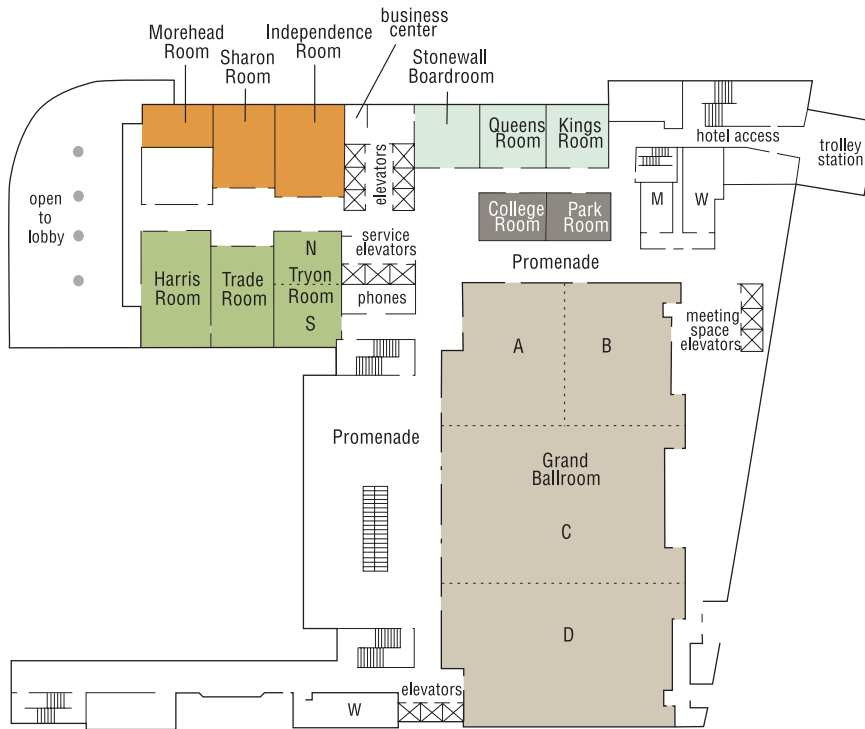 business
center
Morehead
Room
Sharon
Room
Independence
Room
Stonewall
Boardroom
Queens
Room
Kings
Room
hotel access
trolley
station
elevators
open
to
lobby
M
W
College
Room
Park
Room
service
elevators
N
Harris
Room
Trade
Room
Tryon
Room
S
phones
Promenade
meeting
space
elevators
A
B
Promenade
Grand
Ballroom
C
D
elevators
W